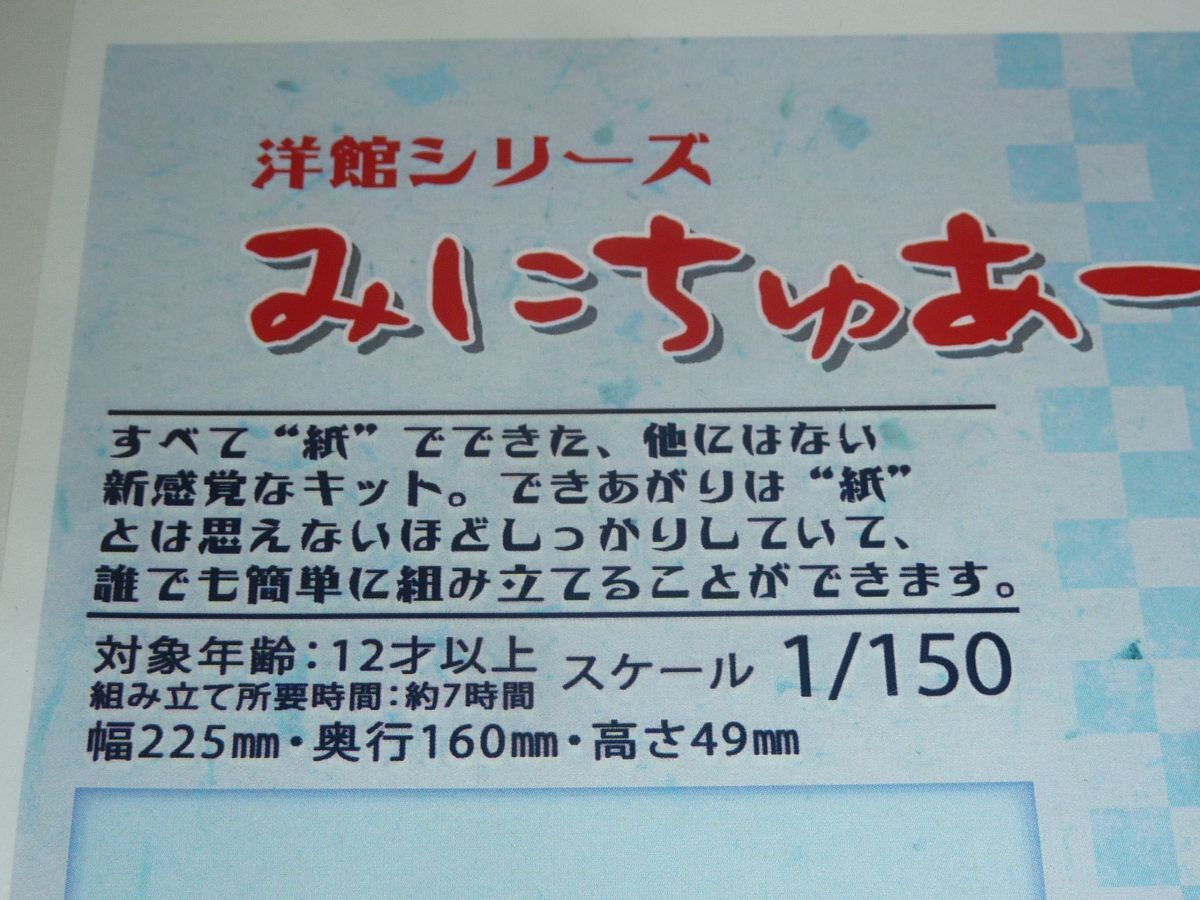 洋館シリーズ
みにちゅあー
すべて“紙”でできた、他にはない
新感覚なキット。できあがりは“紙”
とは思えないほどしっかりしていて、
誰でも簡単に組み立てることができます。
対象年齢:12才以上 スケール 1/150
組み立て所要時間:約7時間
幅225㎜・奥行160㎜・高さ49㎜